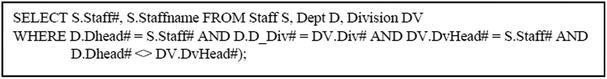 SELECT S.Staff#, S.Staffname FROM Staff S, Dept D, Division DV
WHERE D.Dhead# = S.Staff# AND D.D_Div# = DV.Div# AND DV.DvHead# = S.Staff# AND
D.Dhead# <> DV.DvHead#);